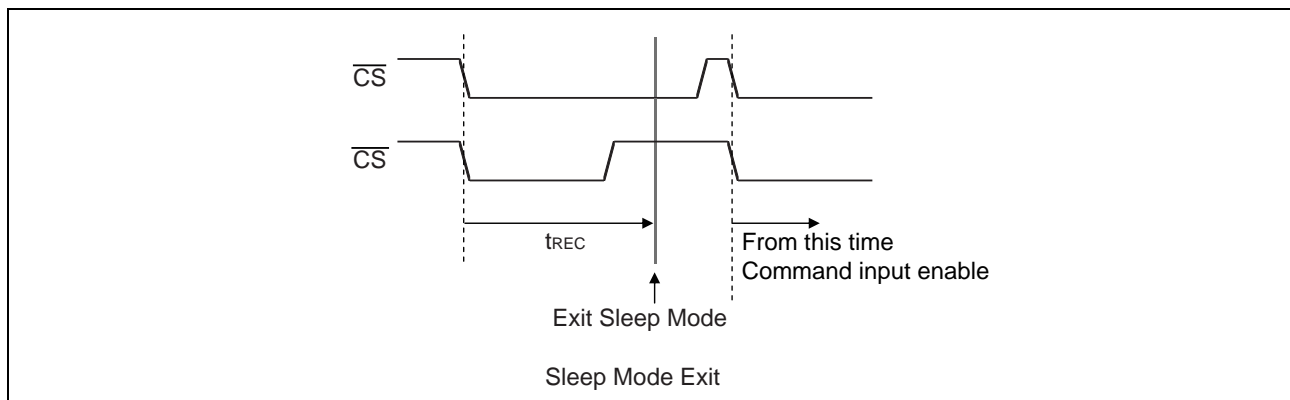 CS
CS
tREC
From this time
Command input enable
Exit Sleep Mode
Sleep Mode Exit